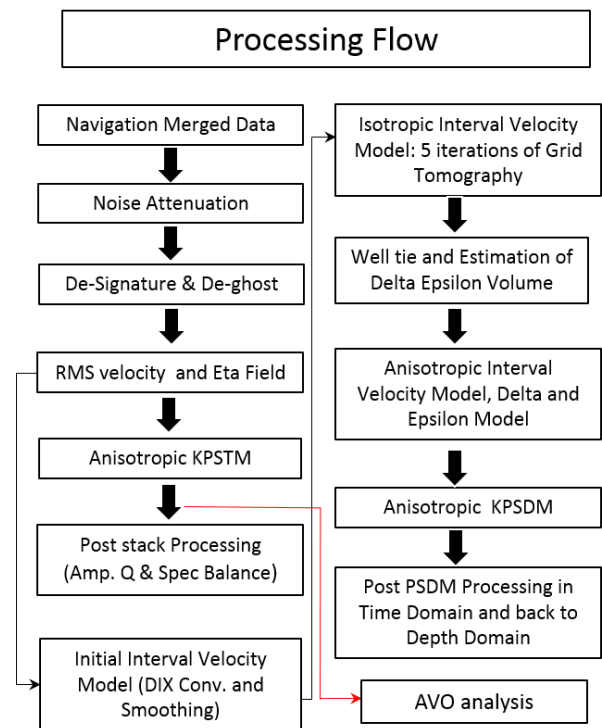 Processing Flow
Navigation Merged Data
Noise Attenuation
De-Signature & De-ghost
RMS velocity and Eta Field
Anisotropic KPSTM
Post stack Processing
(Amp. Q & Spec Balance)
Initial Interval Velocity
Model (DIX Conv. and
Smoothing)
Isotropic Interval Velocity
Model: 5 iterations of Grid
Tomography
Well tie and Estimation of
Delta Epsilon Volume
Anisotropic Interval
Velocity Model, Delta and
Epsilon Model
Anisotropic KPSDM
Post PSDM Processing in
Time Domain and back to
Depth Domain
AVO analysis